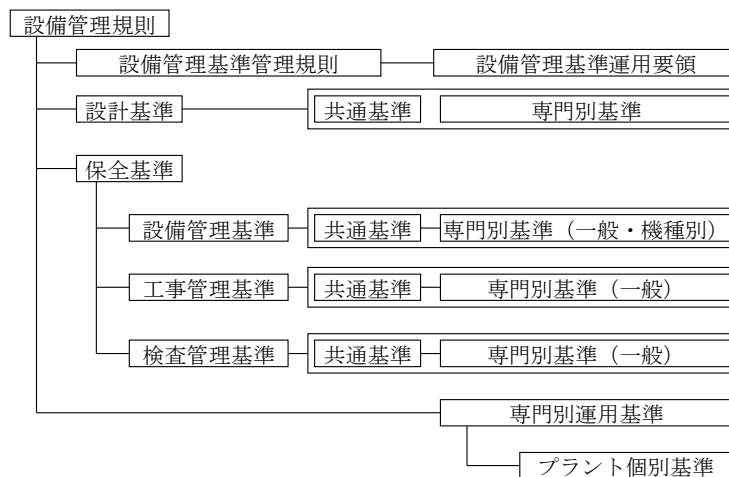 設備管理規則
設備管理基準管理規則 設備管理基準運用要領
設計基準 共通基準 専門別基準
保全基準
設備管理基準 共通基準 専門別基準（一般・機種別）
工事管理基準 共通基準 専門別基準（一般）
検査管理基準 共通基準 専門別基準（一般）
専門別運用基準
プラント個別基準